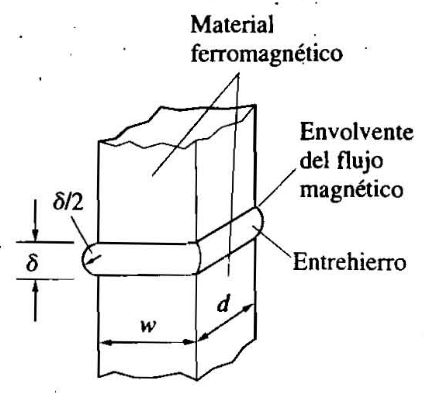 Material
ferromagnético
Envolvente
del flujo
magnético
δ/2
δ
Entrehierro
w
d